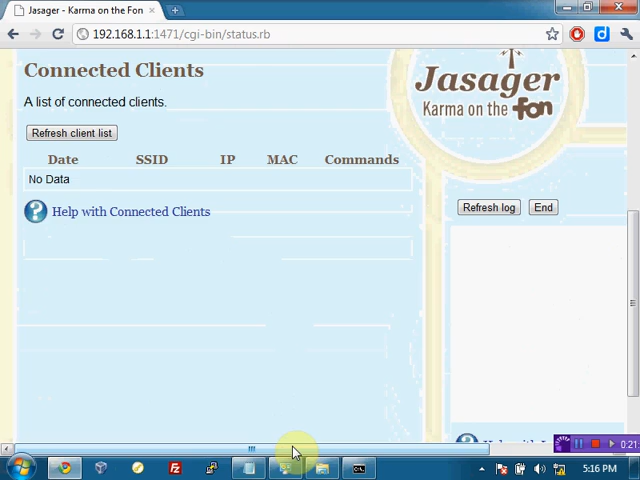 Jasager - Karma on the Fon
192.168.1.1:1471/cgi-bin/status.rb
Connected Clients
A list of connected clients.
Refresh client list
Date SSID IP MAC Commands
No Data
Help with Connected Clients
Jasager
Karma on the fon
Refresh log End
0:21
5:16 PM